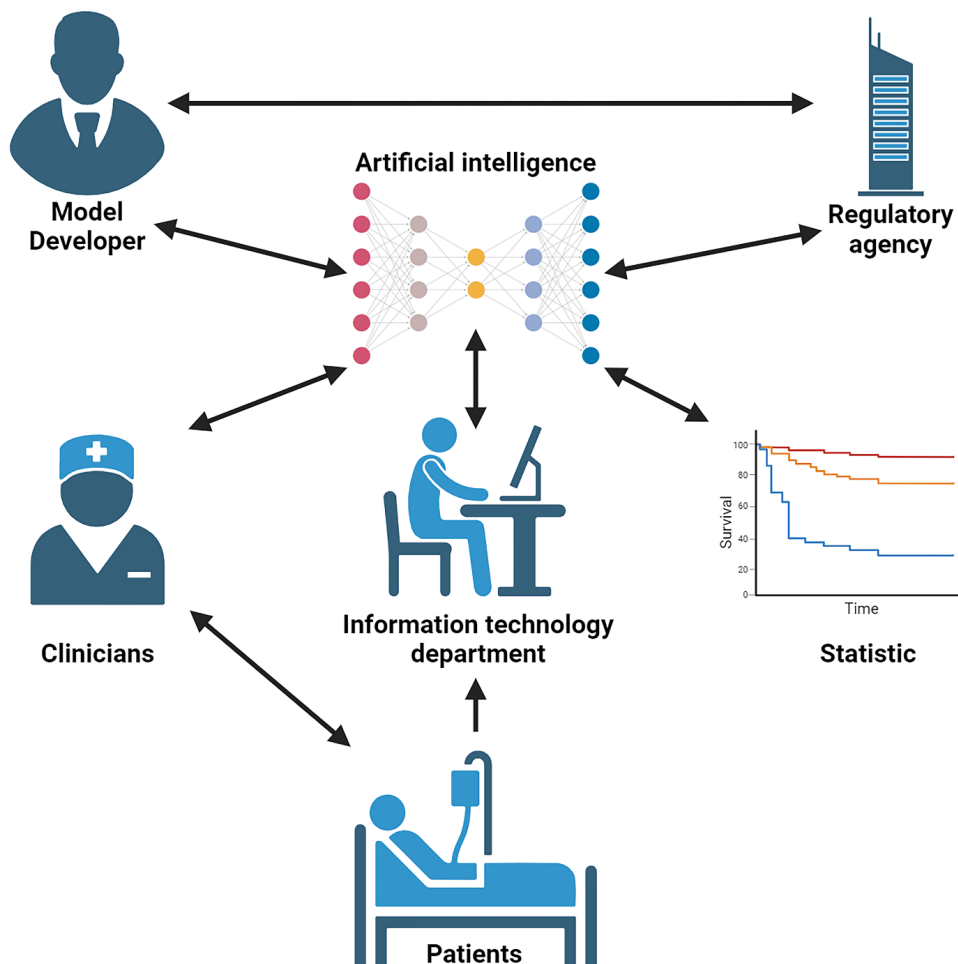 Artificial intelligence
Model
Developer
Regulatory
agency
Survival
100
80
60
40
20
0
Time
Clinicians
Information technology
department
Statistic
Patients